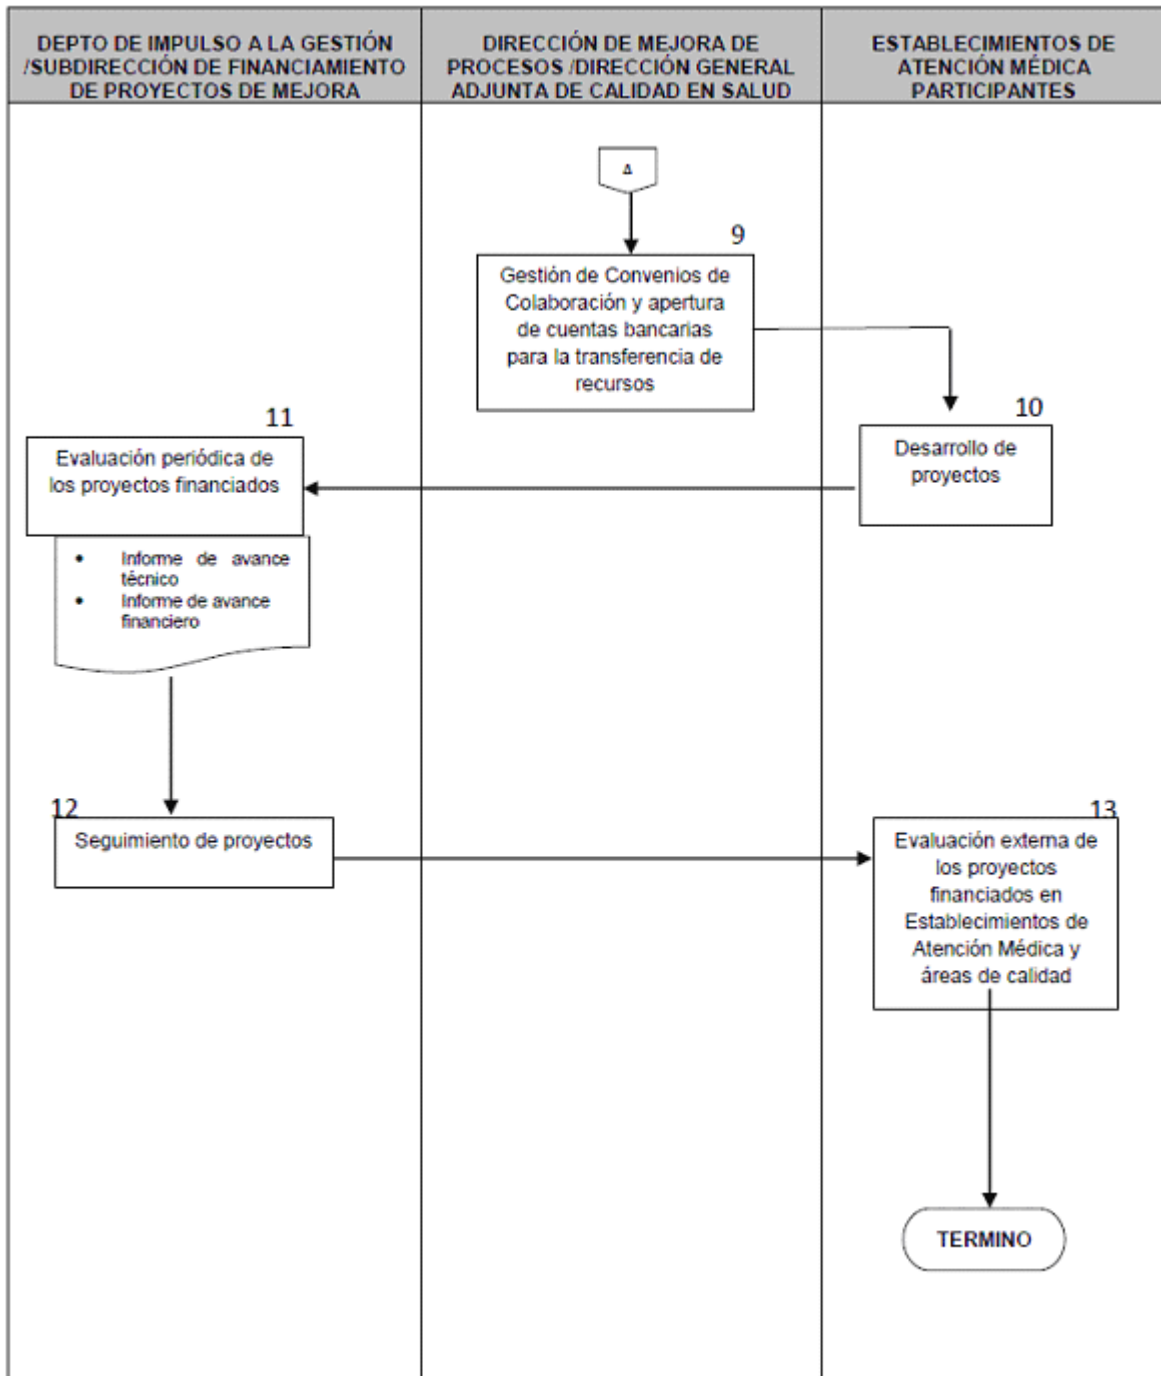 DEPTO DE IMPULSO A LA GESTIÓN
/SUBDIRECCIÓN DE FINANCIAMIENTO
DE PROYECTOS DE MEJORA
DIRECCIÓN DE MEJORA DE
PROCESOS /DIRECCIÓN GENERAL
ADJUNTA DE CALIDAD EN SALUD
ESTABLECIMIENTOS DE
ATENCIÓN MÉDICA
PARTICIPANTES
9
Gestión de Convenios de
Colaboración y apertura
de cuentas bancarias
para la transferencia de
recursos
10
Desarrollo de
proyectos
11
Evaluación periódica de
los proyectos financiados
• Informe de avance
técnico
• Informe de avance
financiero
12
Seguimiento de proyectos
13
Evaluación externa de
los proyectos
financiados en
Establecimientos de
Atención Médica y
áreas de calidad
TERMINO